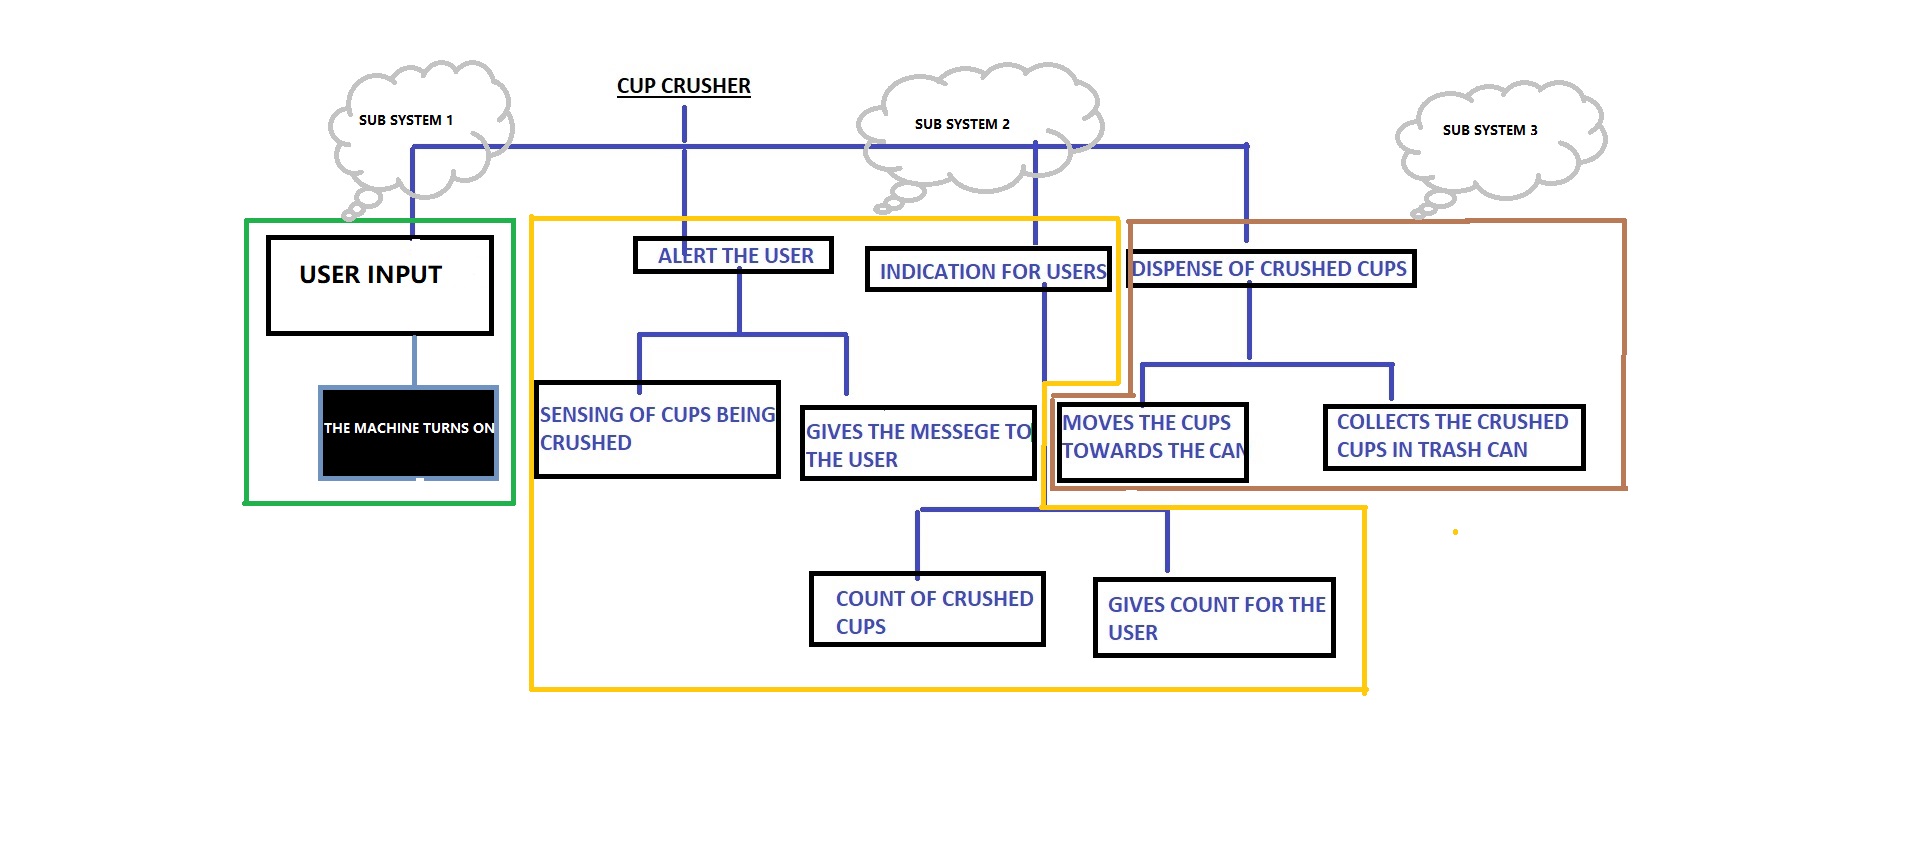 CUP CRUSHER
SUB SYSTEM 1
SUB SYSTEM 2
SUB SYSTEM 3
USER INPUT
THE MACHINE TURNS ON
ALERT THE USER
INDICATION FOR USERS
DISPENSE OF CRUSHED CUPS
SENSING OF CUPS BEING
CRUSHED
GIVES THE MESSEGE TO
THE USER
MOVES THE CUPS
TOWARDS THE CAN
COLLECTS THE CRUSHED
CUPS IN TRASH CAN
COUNT OF CRUSHED
CUPS
GIVES COUNT FOR THE
USER